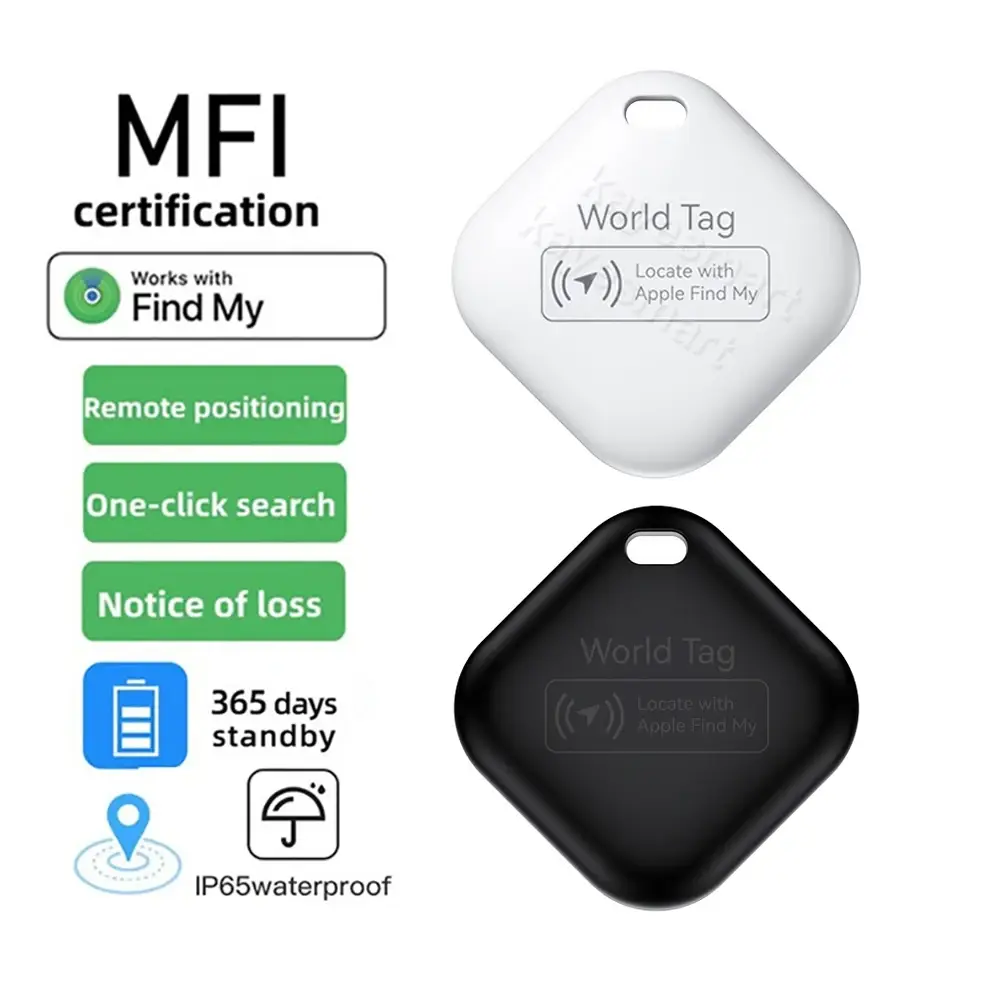 MFI
certification
Works with
Find My
Remote positioning
One-click search
Notice of loss
365 days
standby
IP65waterproof
World Tag
Locate with
Apple Find My
World Tag
Locate with
Apple Find My